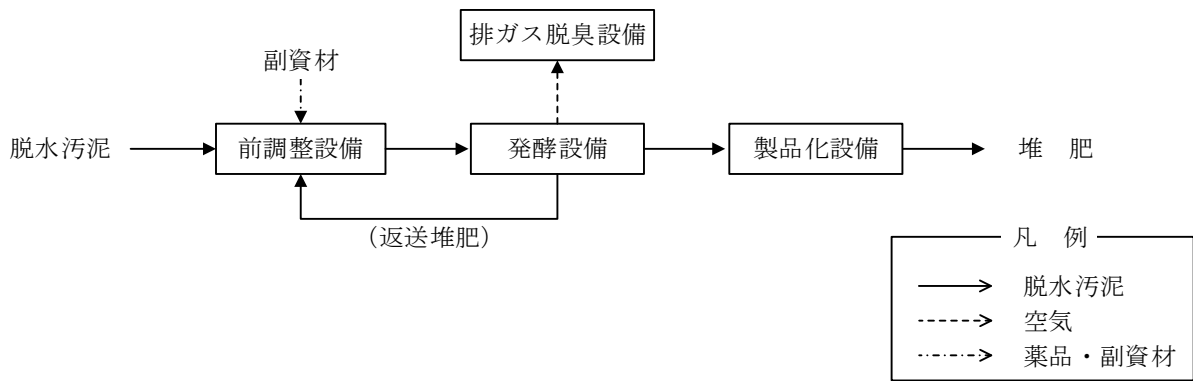 排ガス脱臭設備
副資材
脱水汚泥
前調整設備
発酵設備
製品化設備
堆　肥
（返送堆肥）
凡　例
脱水汚泥
空気
薬品・副資材